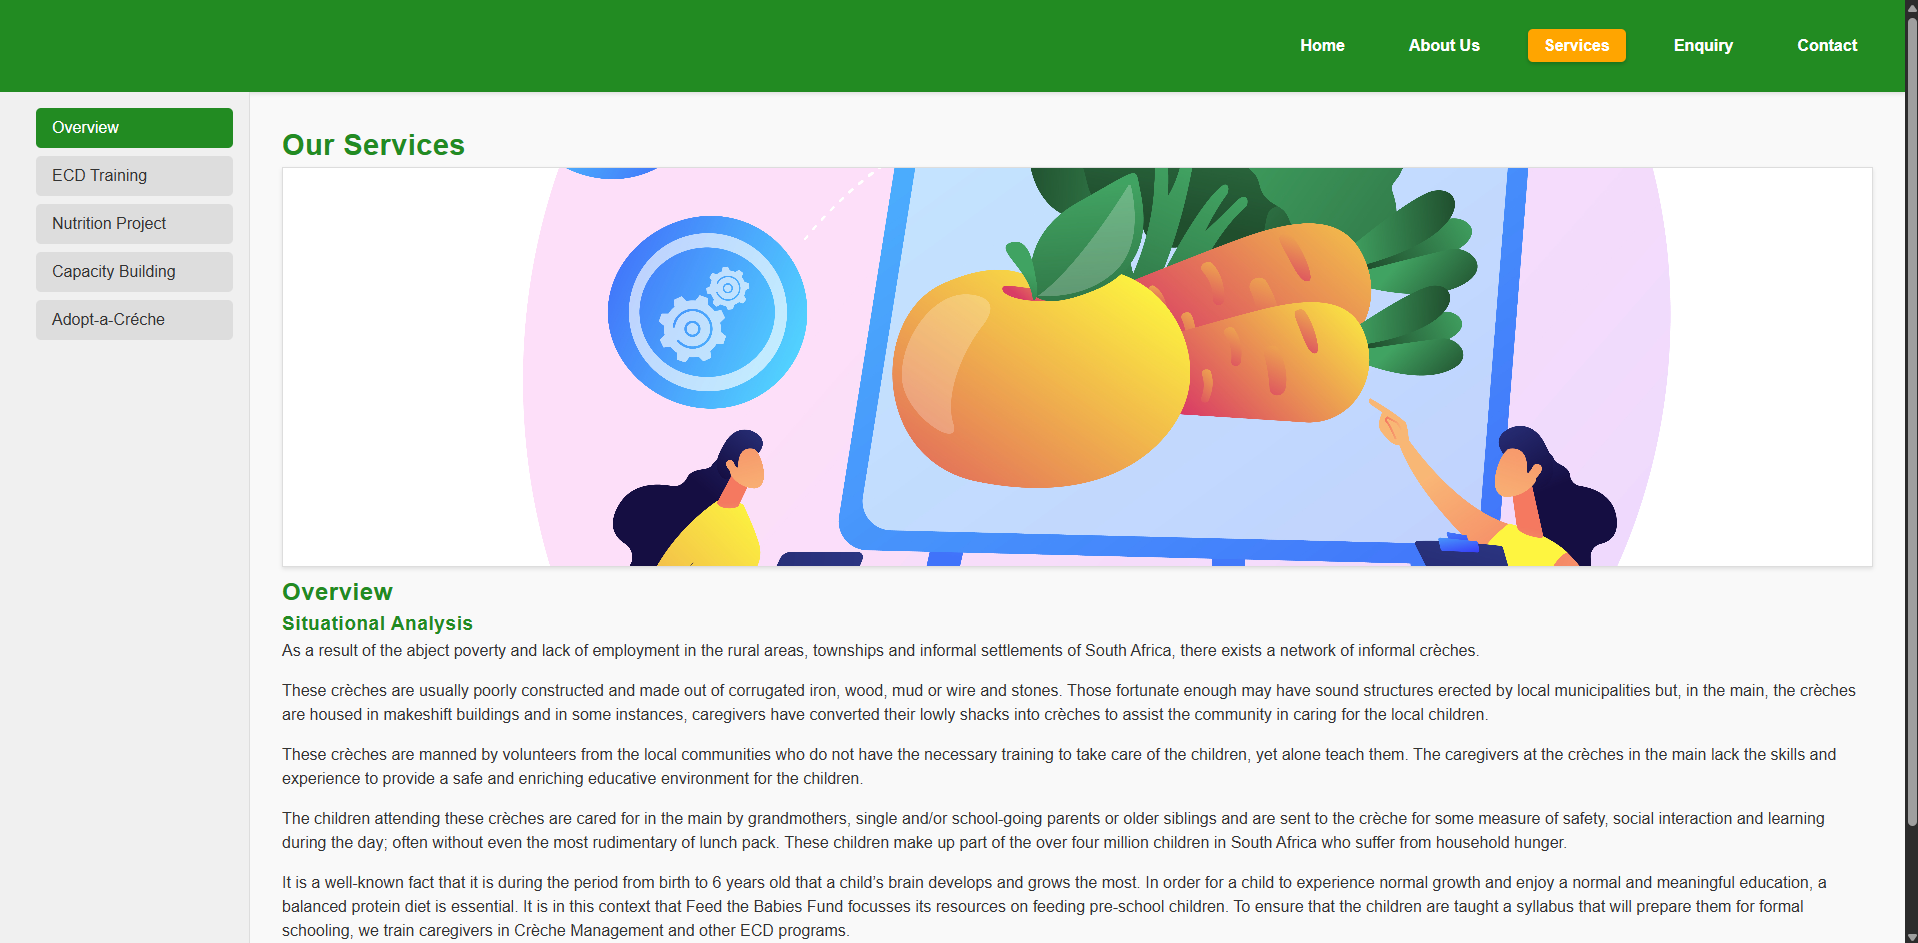 Home
About Us
Services
Enquiry
Contact
Overview
ECD Training
Nutrition Project
Capacity Building
Adopt-a-Créche
Our Services
Overview
Situational Analysis
As a result of the abject poverty and lack of employment in the rural areas, townships and informal settlements of South Africa, there exists a network of informal crèches.
These crèches are usually poorly constructed and made out of corrugated iron, wood, mud or wire and stones. Those fortunate enough may have sound structures erected by local municipalities but, in the main, the crèches
are housed in makeshift buildings and in some instances, caregivers have converted their lowly shacks into crèches to assist the community in caring for the local children.
These crèches are manned by volunteers from the local communities who do not have the necessary training to take care of the children, yet alone teach them. The caregivers at the crèches in the main lack the skills and
experience to provide a safe and enriching educative environment for the children.
The children attending these crèches are cared for in the main by grandmothers, single and/or school-going parents or older siblings and are sent to the crèche for some measure of safety, social interaction and learning
during the day; often without even the most rudimentary of lunch pack. These children make up part of the over four million children in South Africa who suffer from household hunger.
It is a well-known fact that it is during the period from birth to 6 years old that a child’s brain develops and grows the most. In order for a child to experience normal growth and enjoy a normal and meaningful education, a
balanced protein diet is essential. It is in this context that Feed the Babies Fund focusses its resources on feeding pre-school children. To ensure that the children are taught a syllabus that will prepare them for formal
schooling, we train caregivers in Crèche Management and other ECD programs.